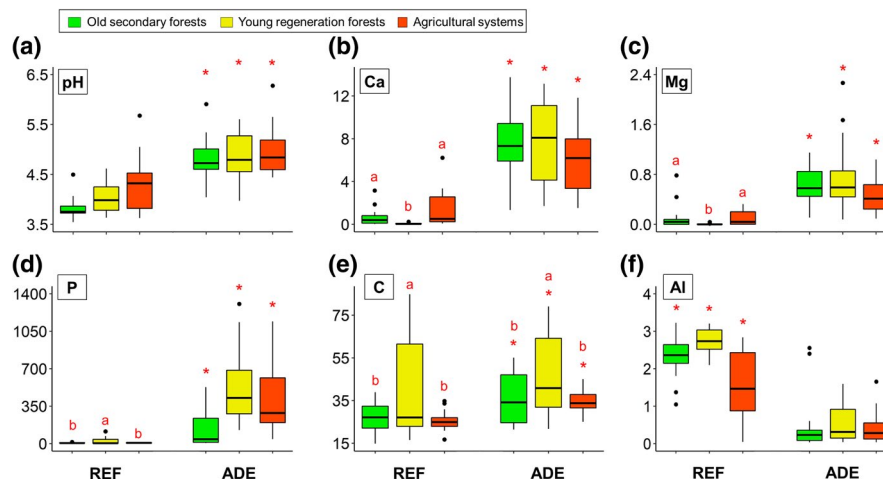 Old secondary forests Young regeneration forests Agricultural systems
(a) (b) (c)
pH Ca Mg
6.5 5.5 4.5 3.5
* * *
12 8 4 0
a b a * * *
2.4 1.6 0.8 0.0
a b a * * *
(d) (e) (f)
P C Al
1400 1050 700 350 0
b a b * * *
75 55 35 15
b a b b * a * b *
4 3 2 1 0
* * *
REF ADE REF ADE REF ADE